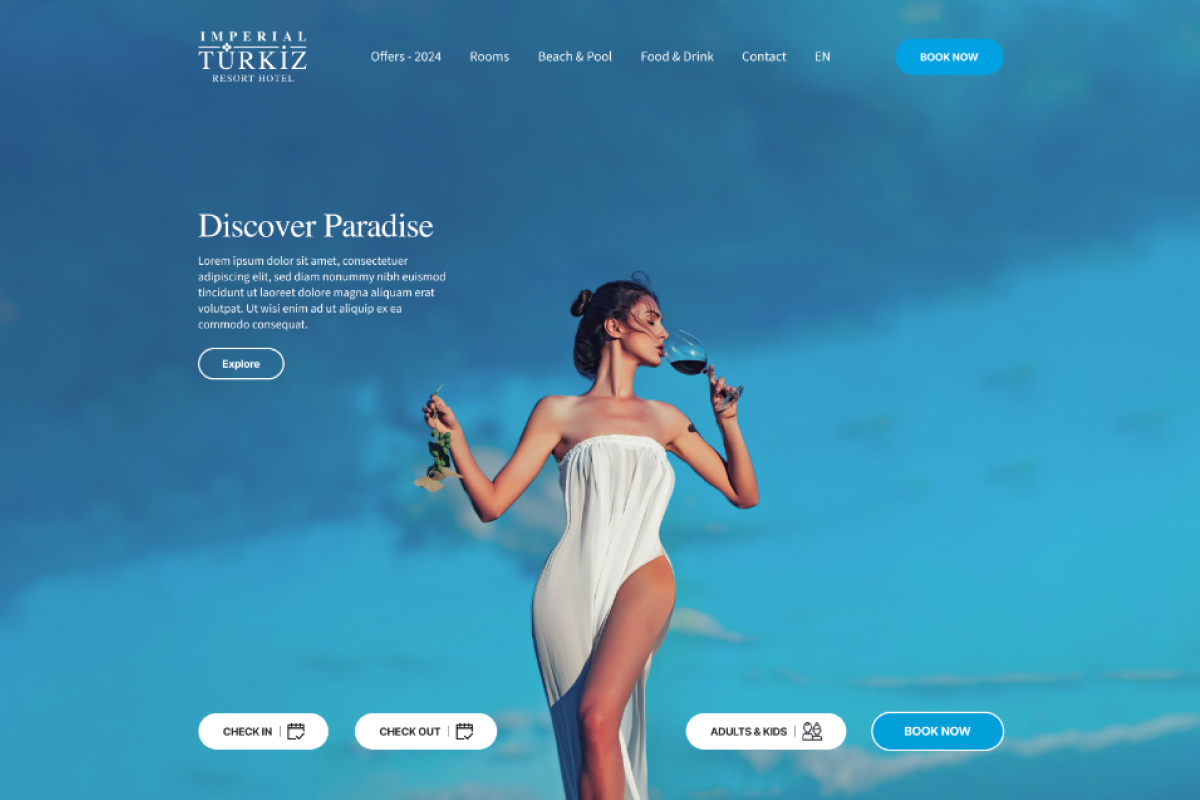 IMPERIAL
TÜRKİZ
RESORT HOTEL
Offers - 2024
Rooms
Beach & Pool
Food & Drink
Contact
EN
BOOK NOW
Discover Paradise
Lorem ipsum dolor sit amet, consectetuer
adipiscing elit, sed diam nonummy nibh euismod
tincidunt ut laoreet dolore magna aliquam erat
volutpat. Ut wisi enim ad ut aliquip ex ea
commodo consequat.
Explore
CHECK IN
CHECK OUT
ADULTS & KIDS
BOOK NOW